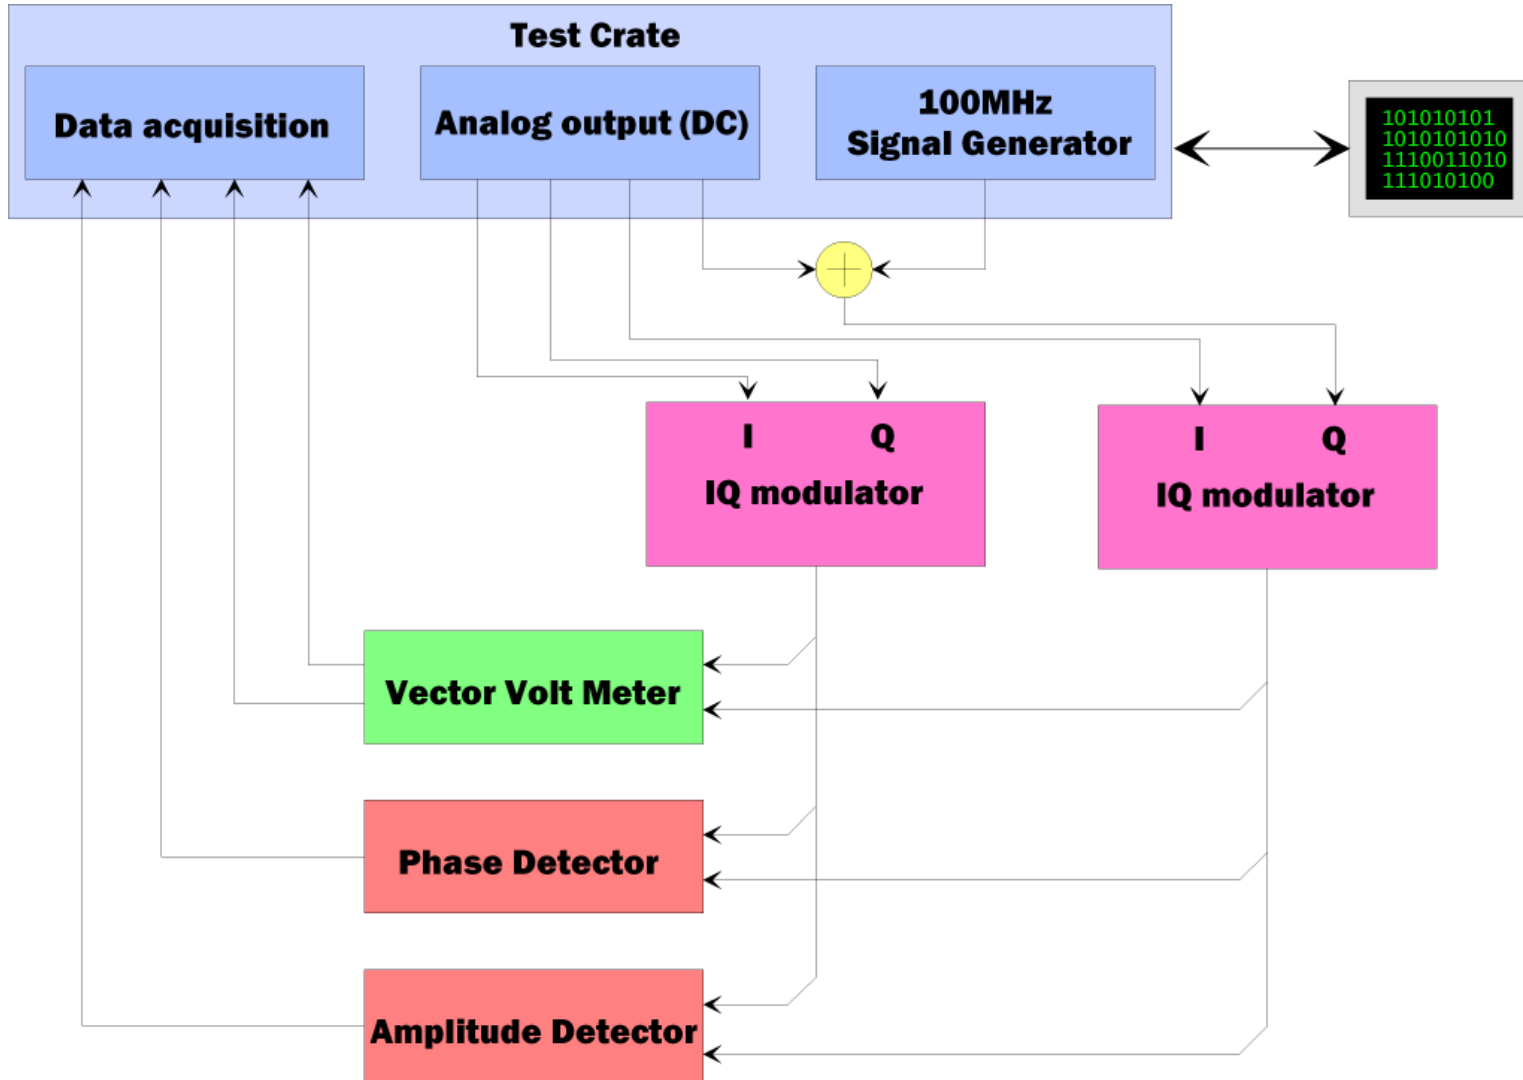 Test Crate
Data acquisition
Analog output (DC)
100MHz
Signal Generator
101010101
1010101010
1110011010
111010100
I Q
IQ modulator
I Q
IQ modulator
Vector Volt Meter
Phase Detector
Amplitude Detector